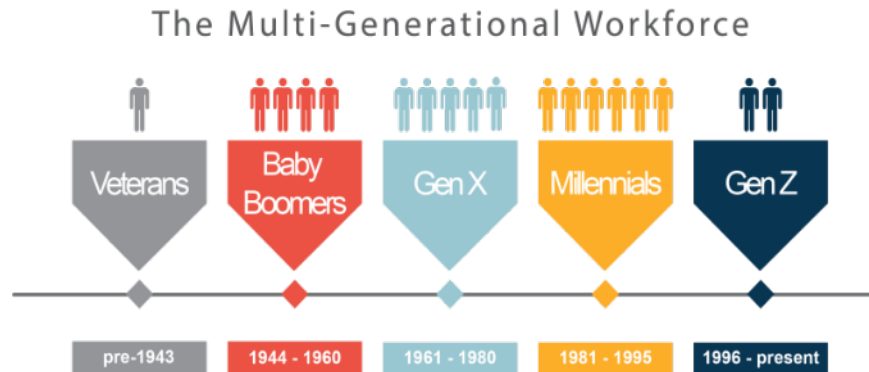 The Multi-Generational Workforce
Veterans
Baby
Boomers
Gen X
Millennials
Gen Z
pre-1943
1944 - 1960
1961 - 1980
1981 - 1995
1996 - present